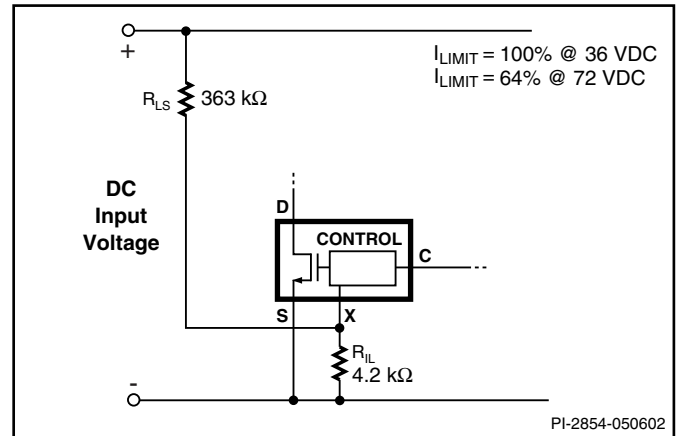 +
I_LIMIT = 100% @ 36 VDC
I_LIMIT = 64% @ 72 VDC
R_LS 363 kΩ
DC
Input
Voltage
D
CONTROL
C
S
X
R_IL
4.2 kΩ
-
PI-2854-050602